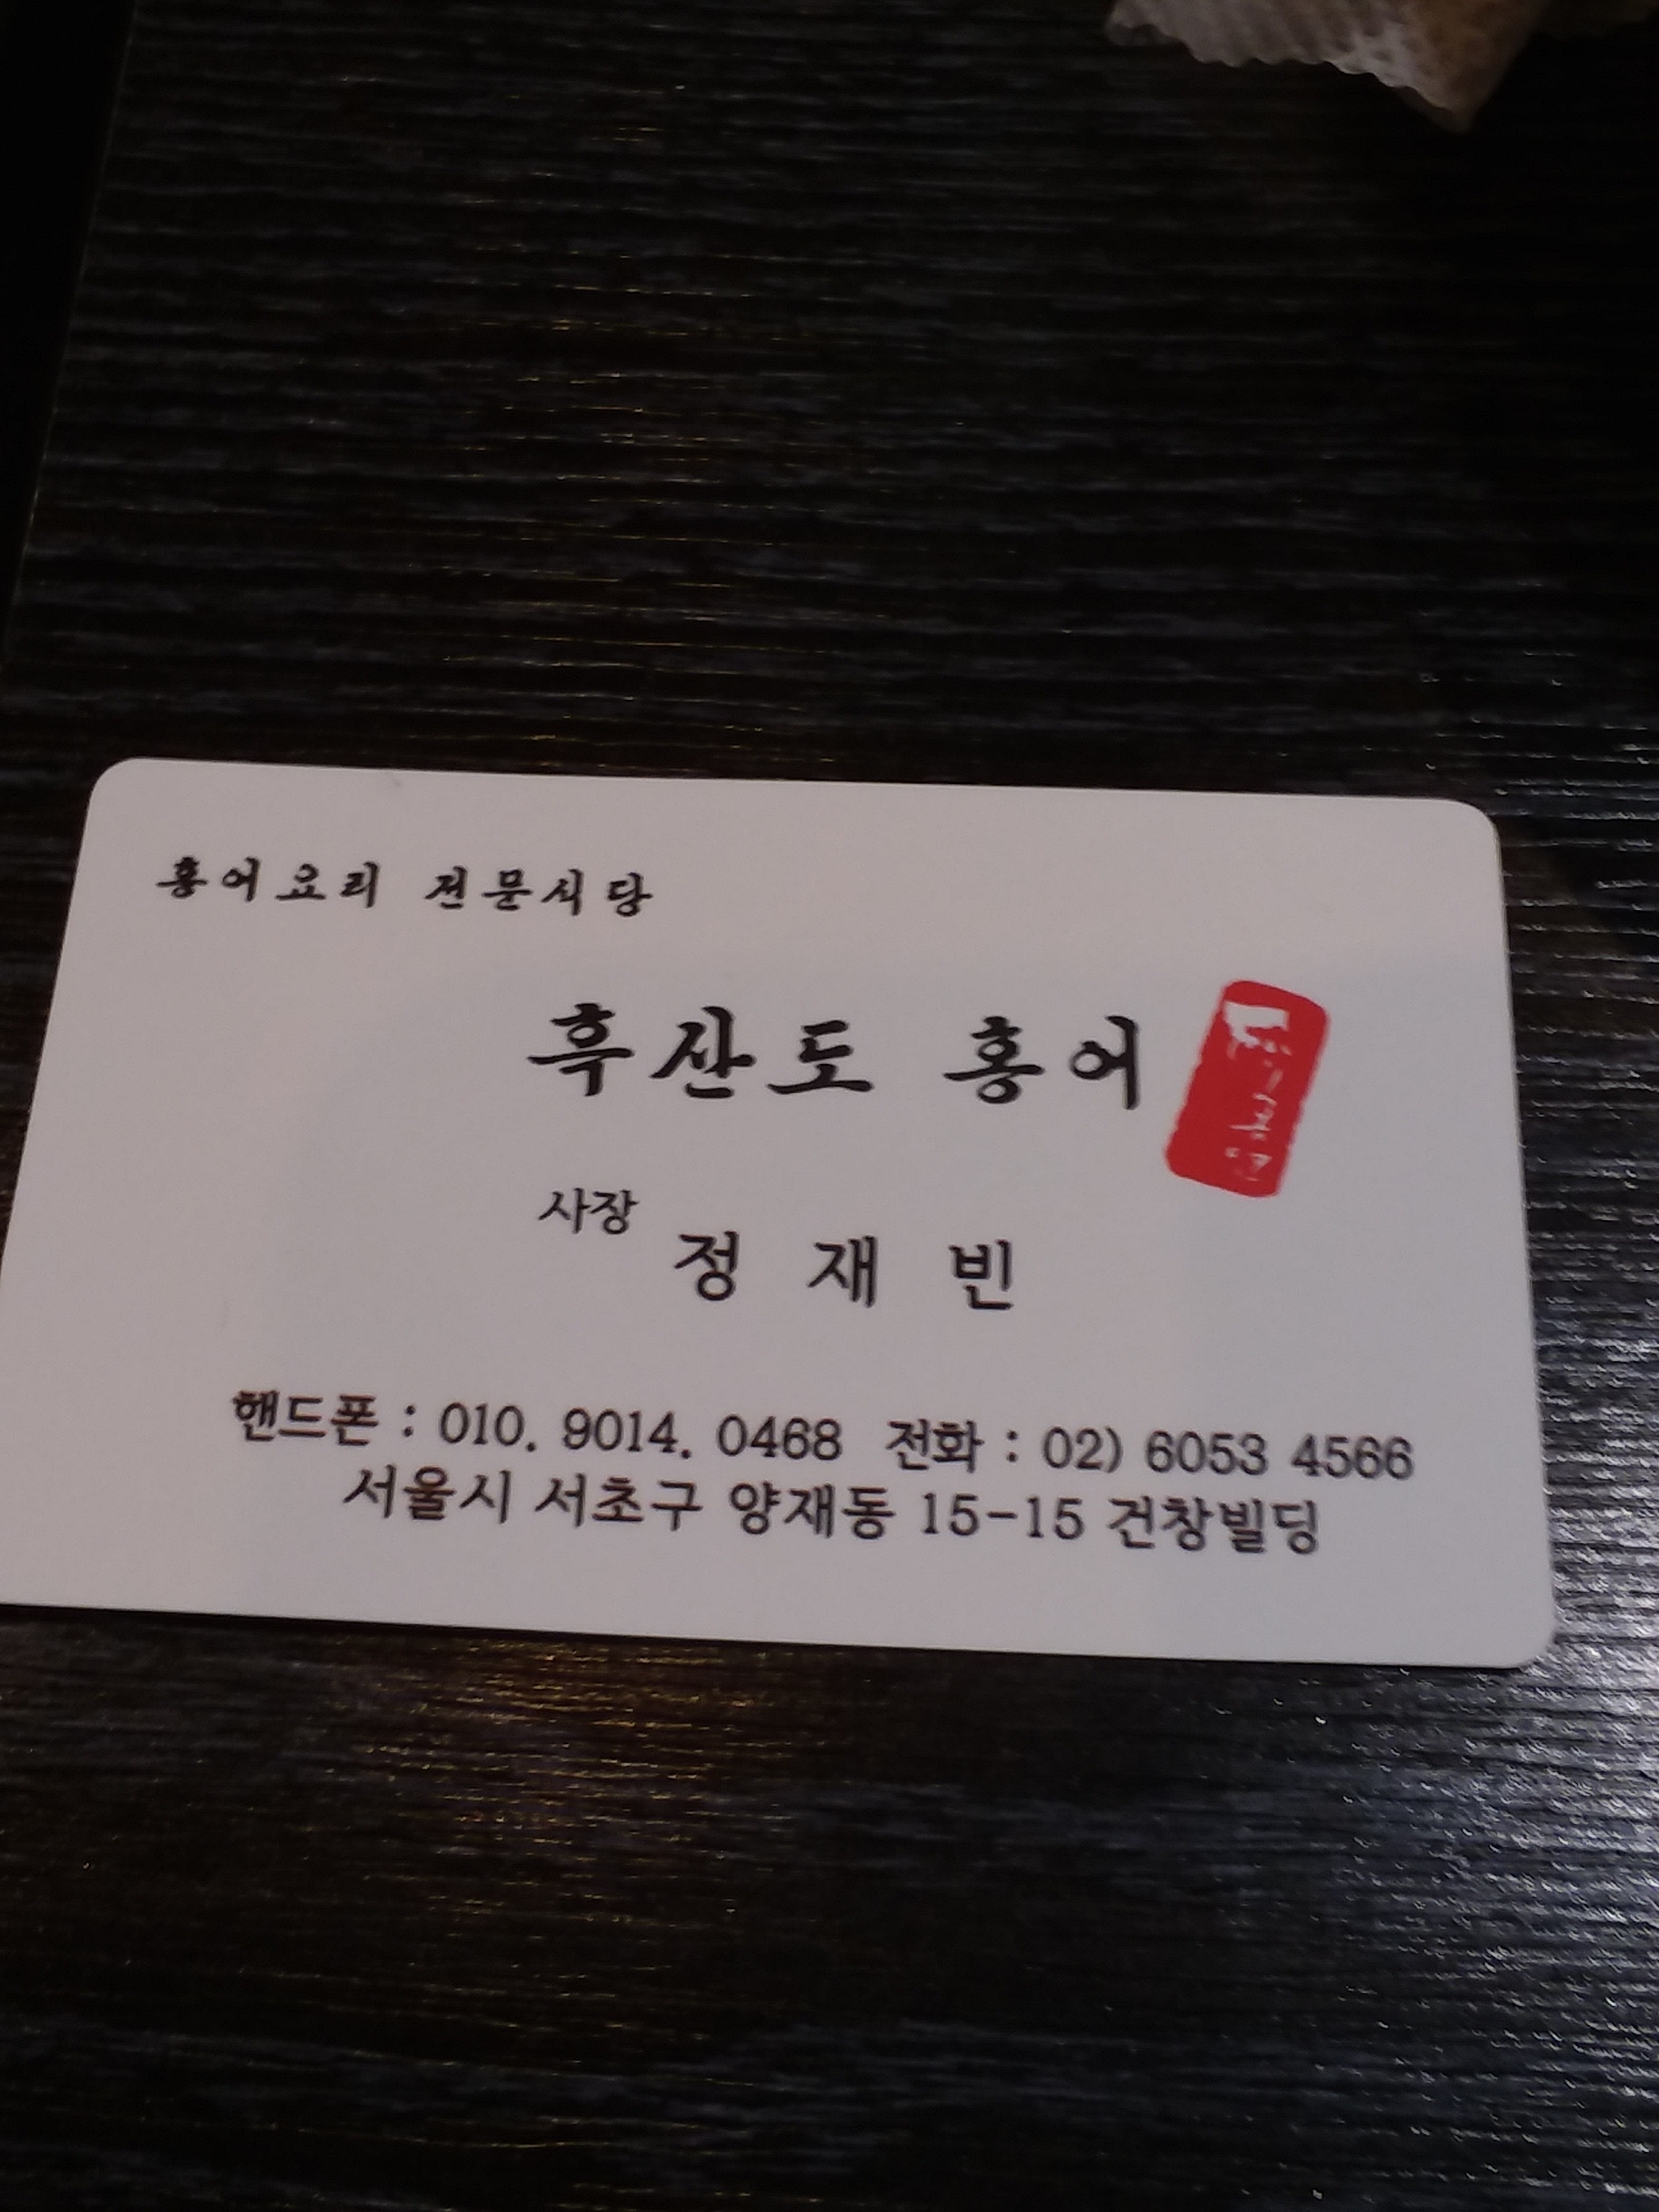 홍어요리 전문식당
흑산도 홍어
사장
정 재 빈
핸드폰 : 010. 9014. 0468 전화 : 02) 6053 4566
서울시 서초구 양재동 15-15 건창빌딩